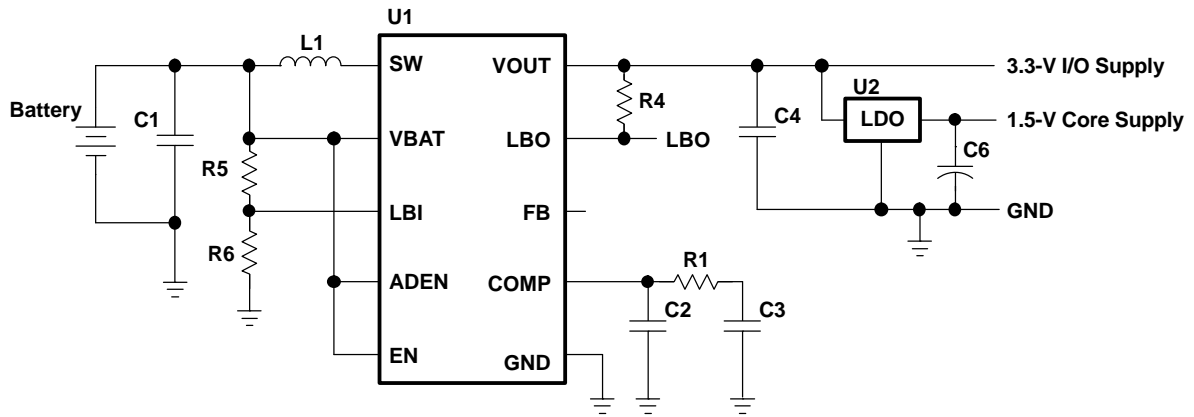 U1
L1
SW
VOUT
3.3-V I/O Supply
R4
U2
Battery
C1
C4
LDO
1.5-V Core Supply
VBAT
LBO
LBO
C6
R5
LBI
FB
GND
R6
R1
ADEN
COMP
C2
C3
EN
GND